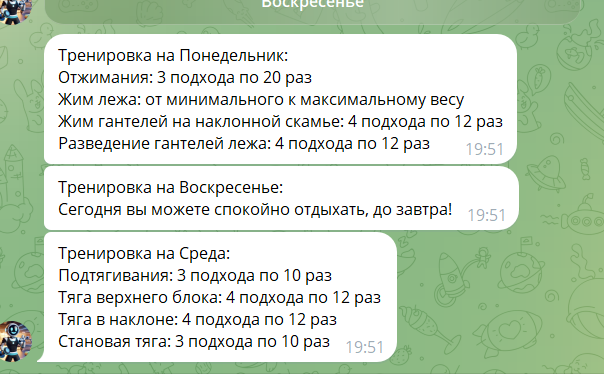 Воскресенье
Тренировка на Понедельник:
Отжимания: 3 подхода по 20 раз
Жим лежа: от минимального к максимальному весу
Жим гантелей на наклонной скамье: 4 подхода по 12 раз
Разведение гантелей лежа: 4 подхода по 12 раз 19:51
Тренировка на Воскресенье:
Сегодня вы можете спокойно отдыхать, до завтра! 19:51
Тренировка на Среда:
Подтягивания: 3 подхода по 10 раз
Тяга верхнего блока: 4 подхода по 12 раз
Тяга в наклоне: 4 подхода по 12 раз
Становая тяга: 3 подхода по 10 раз 19:51